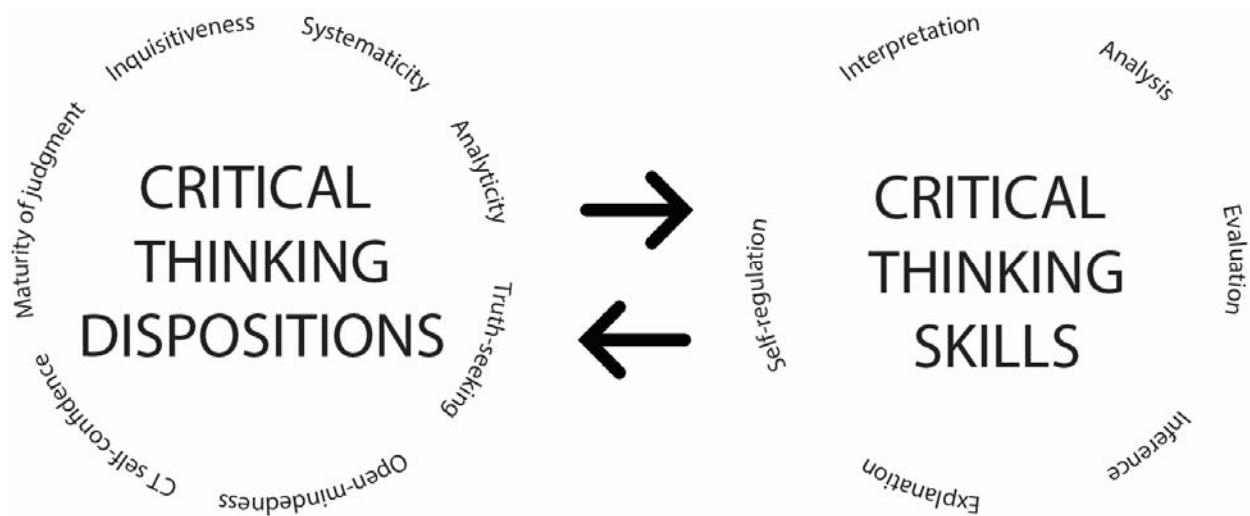 Inquisitiveness
Systematicity
Analyticity
Truth-seeking
Open-mindedness
CT self-confidence
Maturity of judgment
CRITICAL
THINKING
DISPOSITIONS
Interpretation
Analysis
Evaluation
Inference
Explanation
Self-regulation
CRITICAL
THINKING
SKILLS